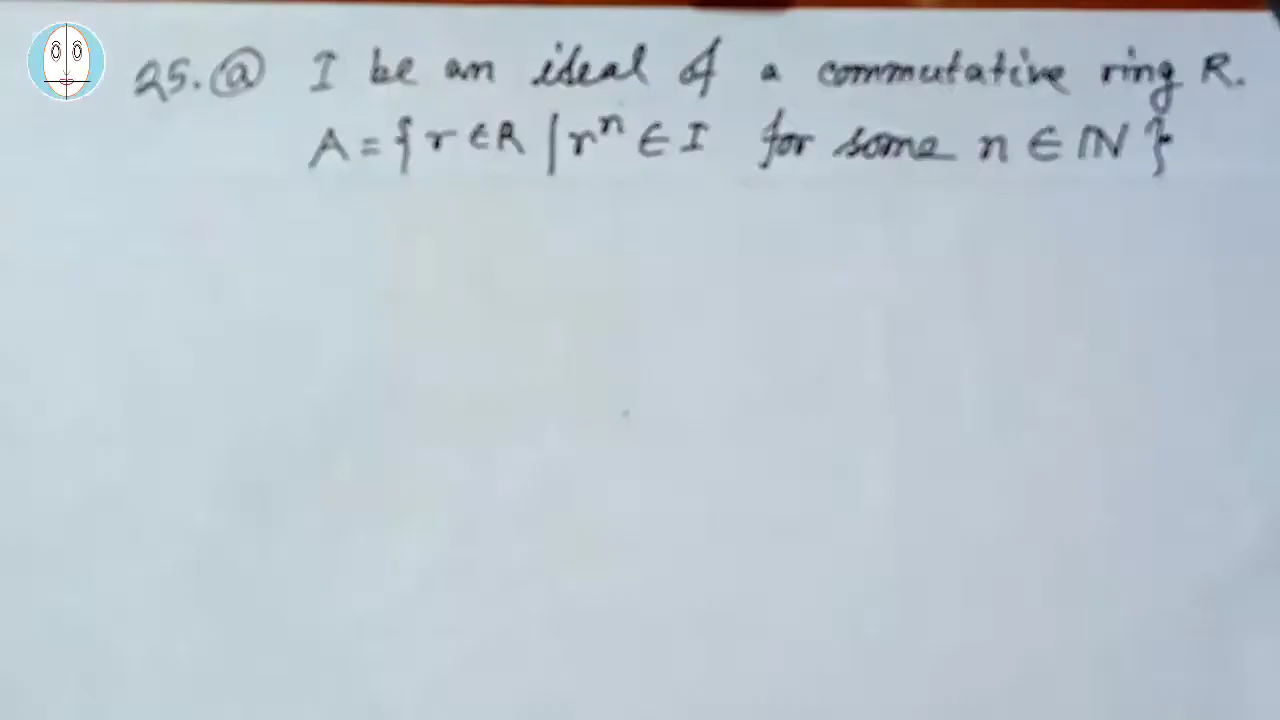 25. ⓐ I be an ideal of a commutative ring R.
A = { r ∈ R | rⁿ ∈ I for some n ∈ ℕ }